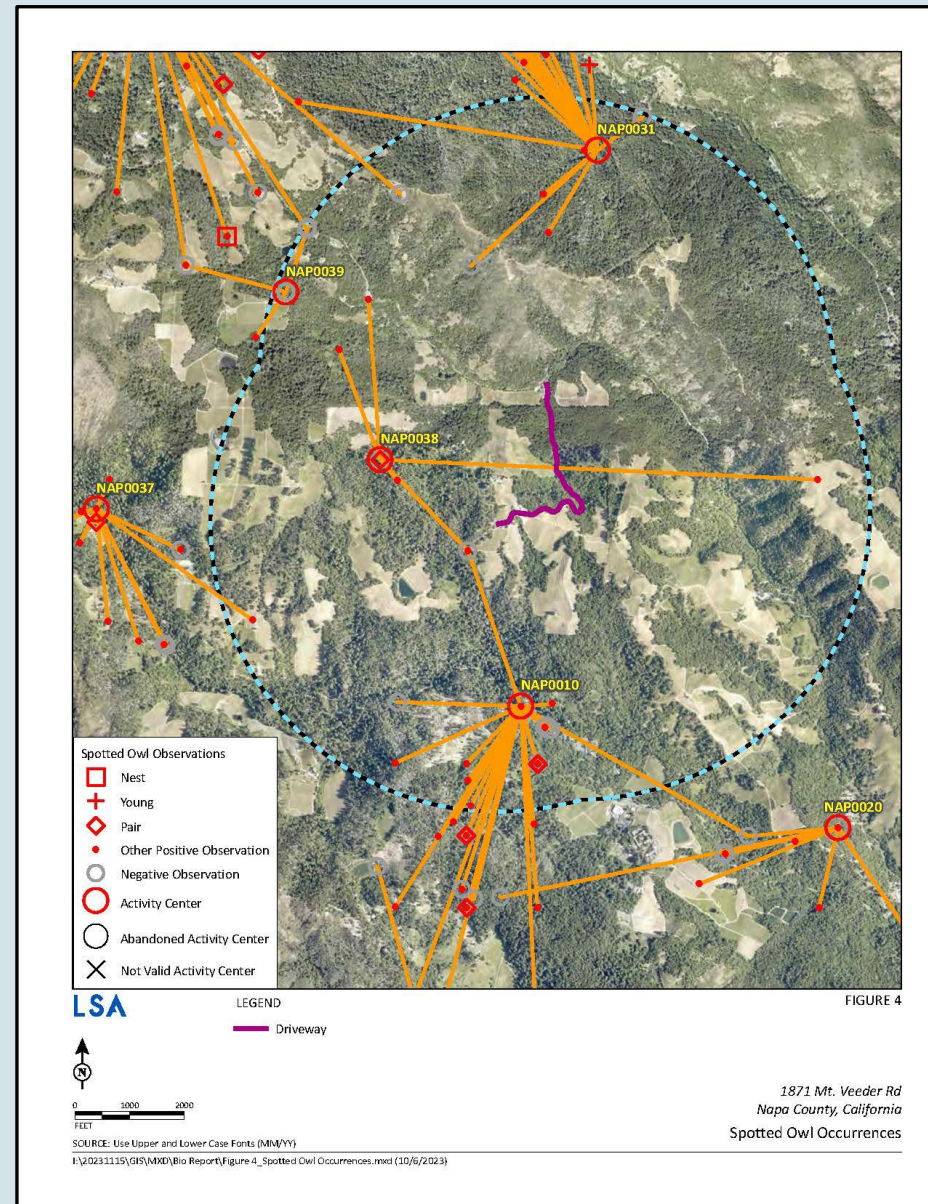 NAP0031
NAP0039
NAP0038
NAP0037
NAP0010
NAP0020
Spotted Owl Observations
Nest
Young
Pair
Other Positive Observation
Negative Observation
Activity Center
Abandoned Activity Center
Not Valid Activity Center
LSA
LEGEND
FIGURE 4
Driveway
N
0 1000 2000
FEET
1871 Mt. Veeder Rd
Napa County, California
Spotted Owl Occurrences
SOURCE: Use Upper and Lower Case Fonts (MM/YY)
I:\20231115\GIS\MXD\Bio Report\Figure 4_Spotted Owl Occurrences.mxd (10/6/2023)